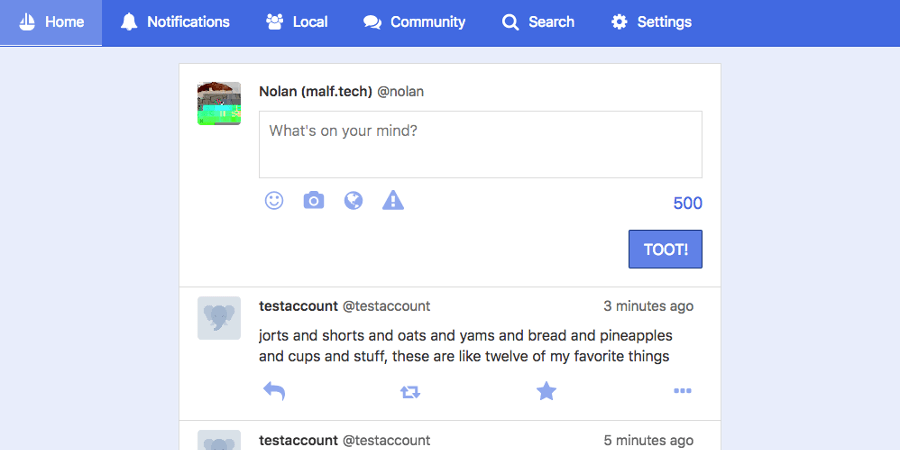 Home Notifications Local Community Search Settings
Nolan (malf.tech) @nolan
What's on your mind?
500
TOOT!
testaccount @testaccount 3 minutes ago
jorts and shorts and oats and yams and bread and pineapples
and cups and stuff, these are like twelve of my favorite things
testaccount @testaccount 5 minutes ago